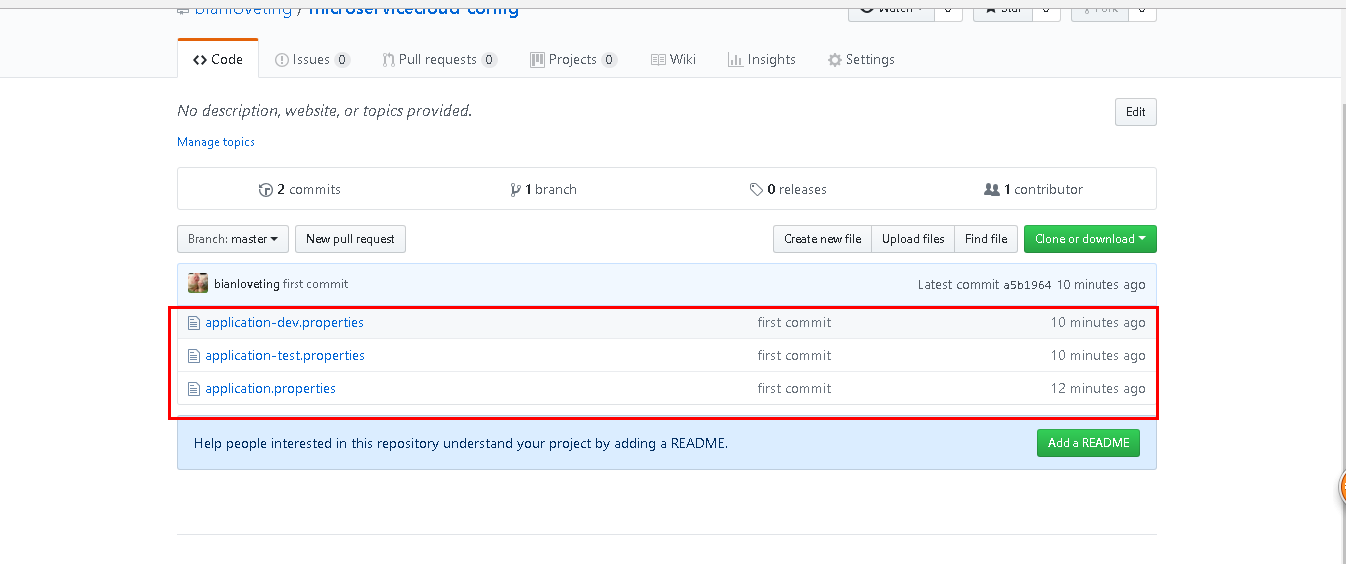 bianloveting / microservicecloud-config
Watch 0 Star 0 Fork 0
Code Issues 0 Pull requests 0 Projects 0 Wiki Insights Settings
No description, website, or topics provided. Edit
Manage topics
2 commits 1 branch 0 releases 1 contributor
Branch: master New pull request Create new file Upload files Find file Clone or download
bianloveting first commit Latest commit a5b1964 10 minutes ago
application-dev.properties first commit 10 minutes ago
application-test.properties first commit 10 minutes ago
application.properties first commit 12 minutes ago
Help people interested in this repository understand your project by adding a README. Add a README